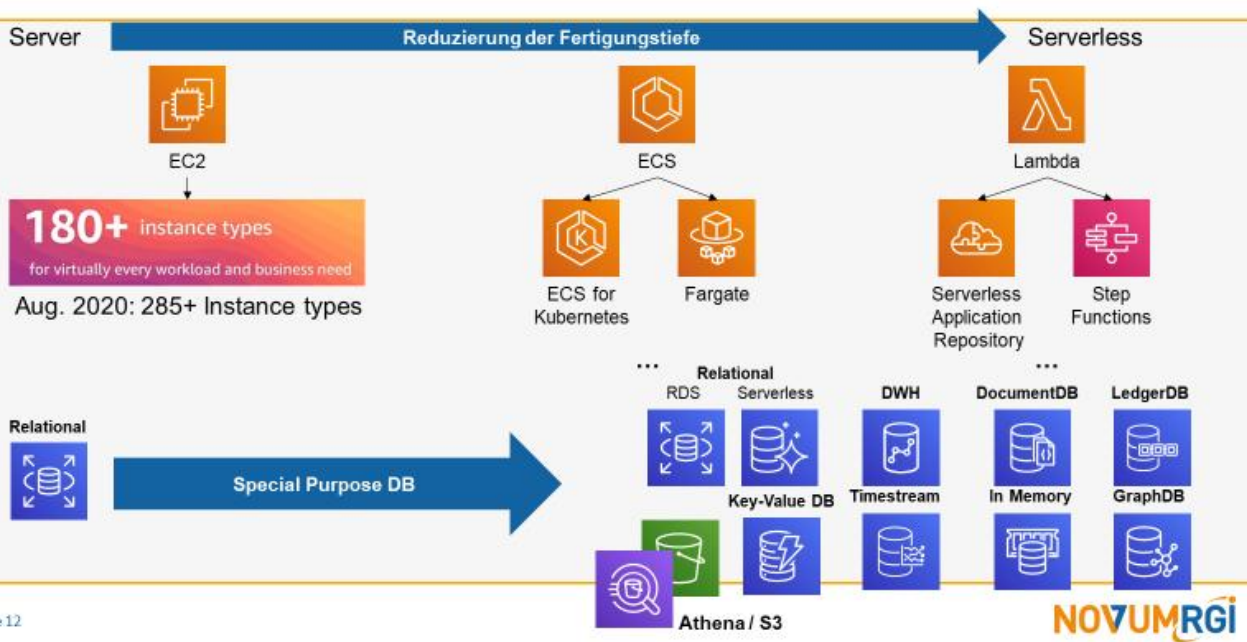 Server
Reduzierung der Fertigungstiefe
Serverless
EC2
ECS
Lambda
180+ instance types
for virtually every workload and business need
Aug. 2020: 285+ Instance types
ECS for
Kubernetes
Fargate
Serverless
Application
Repository
Step
Functions
...
...
Relational
RDS
Serverless
DWH
DocumentDB
LedgerDB
Relational
Special Purpose DB
Key-Value DB
Timestream
In Memory
GraphDB
Athena / S3
12
NOVUMRGI